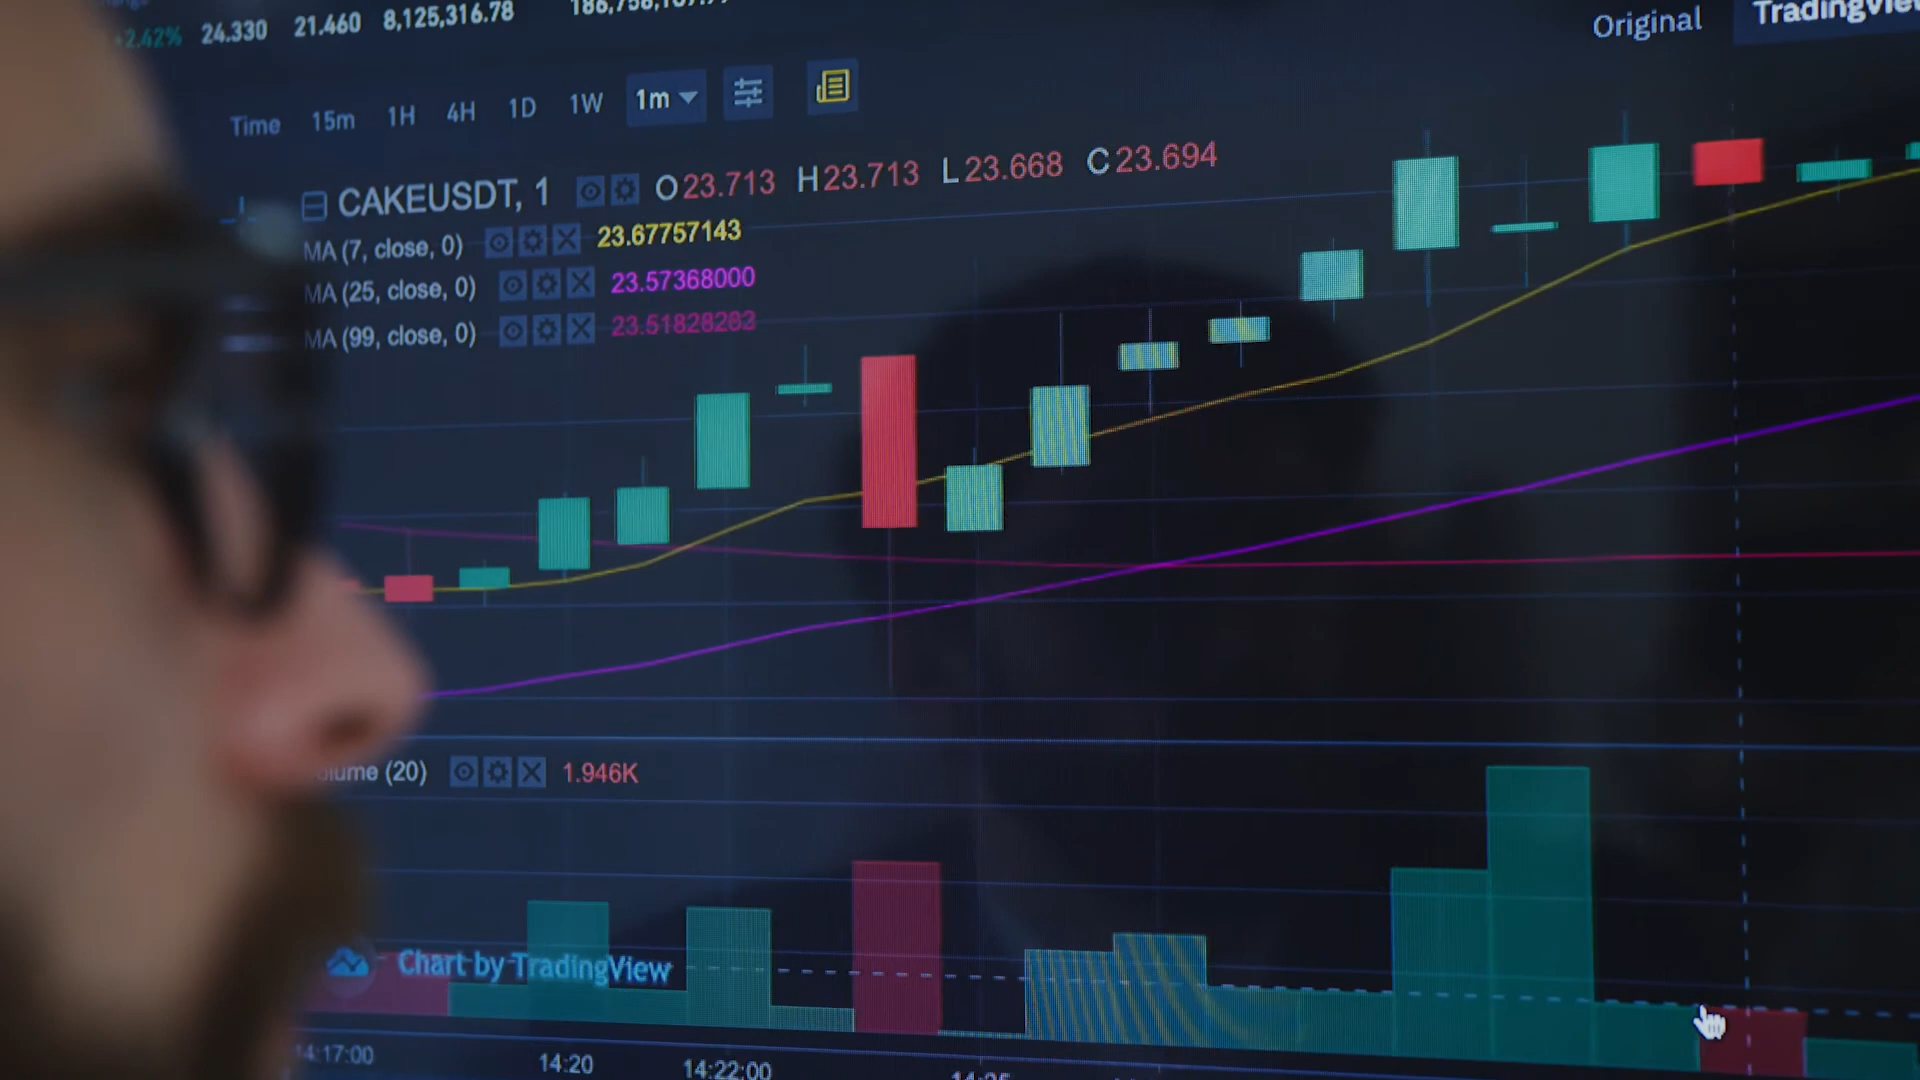 +2.42% 24.330 21.460 8,125,316.78
Original TradingView
Time 15m 1H 4H 1D 1W 1m
CAKEUSDT, 1 O23.713 H23.713 L23.668 C23.694
MA (7, close, 0) 23.67757143
MA (25, close, 0) 23.57368000
MA (99, close, 0) 23.51828282
(20) 1.946K
Chart by TradingView
14:17:00 14:20 14:22:00